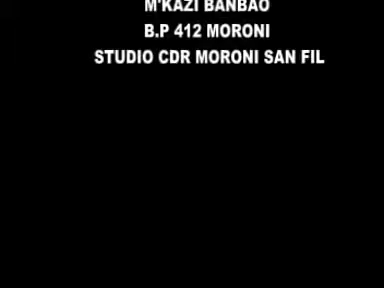 M'KAZI BANBAO
B.P 412 MORONI
STUDIO CDR MORONI SAN FIL